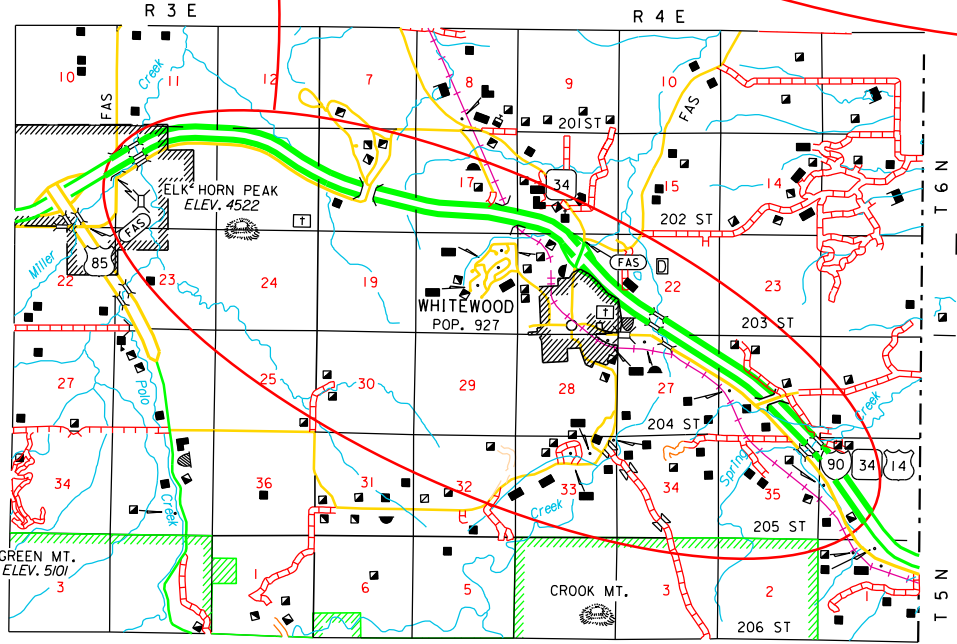 R 3 E
R 4 E
10
11
12
7
8
9
10
Creek
FAS
FAS
201 ST
17
34
15
14
T 6 N
ELK HORN PEAK
ELEV. 4522
2
†
202 ST
FAS
85
Miller
22
23
24
19
FAS
22
23
WHITEWOOD
POP. 927
†
203 ST
27
25
30
29
28
27
Polo
204 ST
Creek
34
36
31
32
33
34
35
Spring
90
34
14
Creek
Creek
205 ST
GREEN MT.
ELEV. 5101
3
1
6
5
CROOK MT.
3
2
1
T 5 N
206 ST